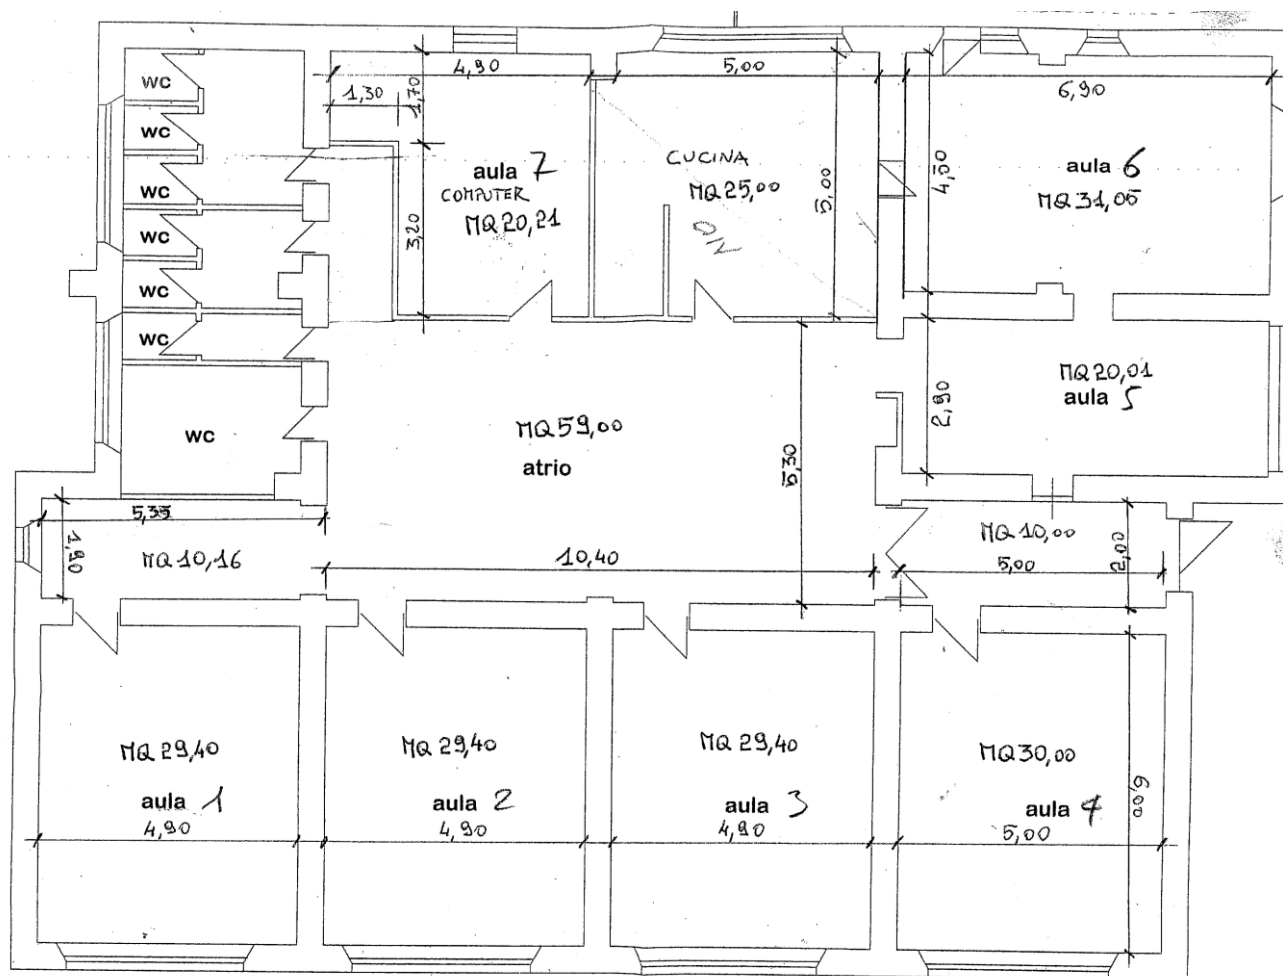 WC
WC
WC
WC
WC
WC
WC
4,90
1,30
1,70
3,20
aula 7
COMPUTER
MQ 20,21
5,00
CUCINA
MQ 25,00
5,00
6,90
4,50
aula 6
MQ 31,05
MQ 20,01
aula 5
2,90
MQ 59,00
atrio
5,30
10,40
5,35
1,90
MQ 10,16
MQ 10,00
5,00
2,00
MQ 29,40
aula 1
4,90
MQ 29,40
aula 2
4,90
MQ 29,40
aula 3
4,90
MQ 30,00
aula 4
5,00
6,00